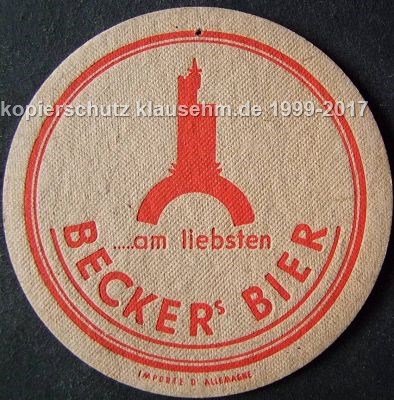 kopierschutz klausehm.de 1999-2017
.....am liebsten
BECKERS BIER
IMPORTÉ D'ALLEMAGNE